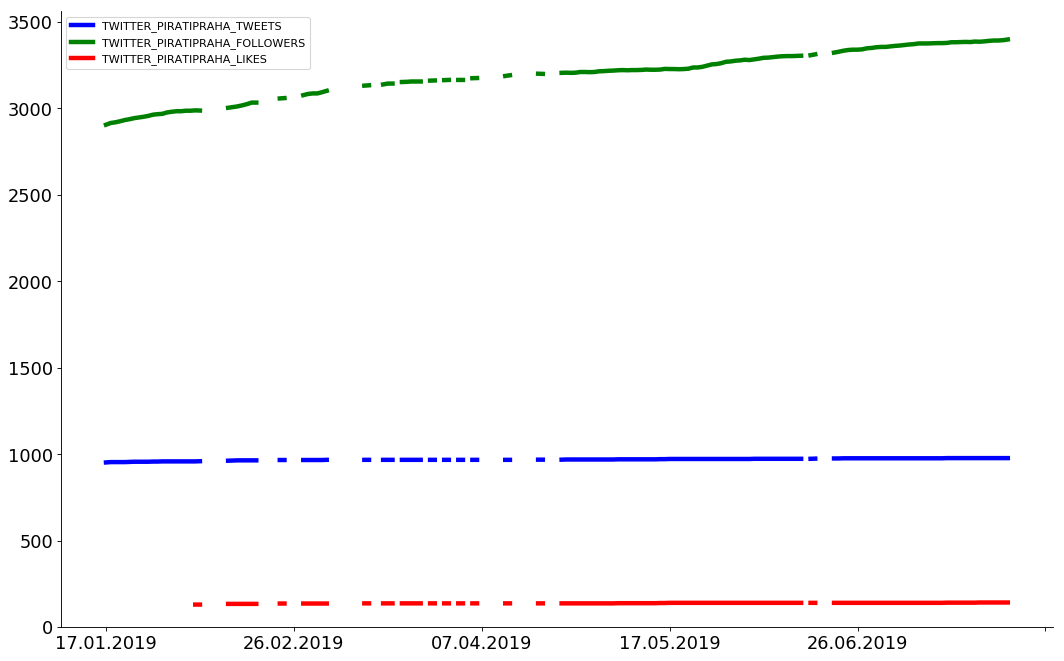 3500
3000
2500
2000
1500
1000
500
0
TWITTER_PIRATIPRAHA_TWEETS
TWITTER_PIRATIPRAHA_FOLLOWERS
TWITTER_PIRATIPRAHA_LIKES
17.01.2019 26.02.2019 07.04.2019 17.05.2019 26.06.2019